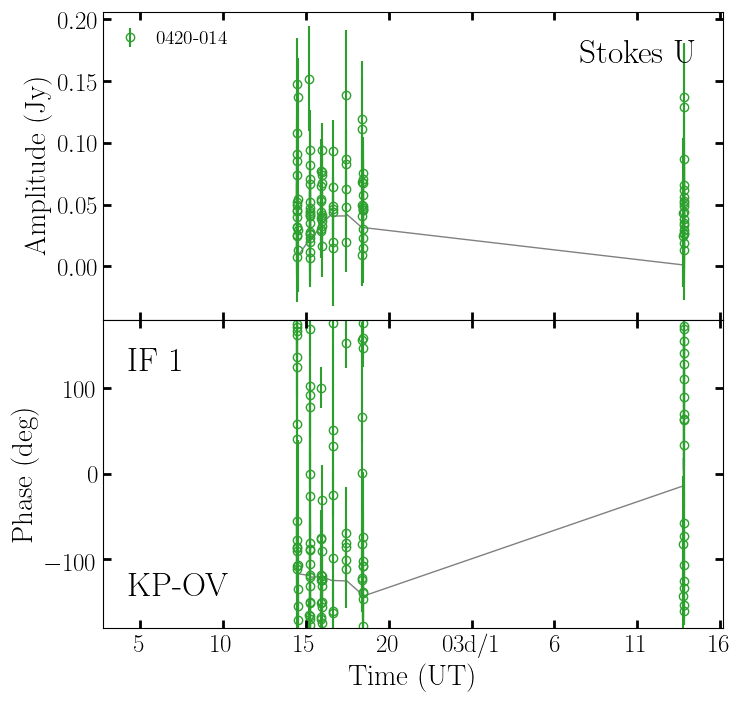 0.20
0420-014
Stokes U
0.15
0.10
0.05
0.00
Amplitude (Jy)
IF 1
100
0
−100
Phase (deg)
KP-OV
5 10 15 20 03d/1 6 11 16
Time (UT)